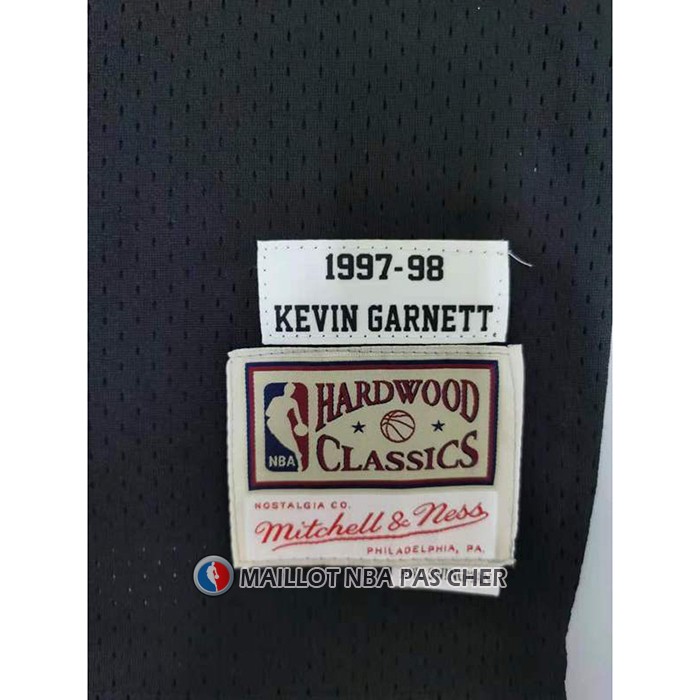 1997-98
KEVIN GARNETT
HARDWOOD
CLASSICS
NBA
NOSTALGIA CO.
Mitchell & Ness
PHILADELPHIA, PA.
MAILLOT NBA PAS CHER